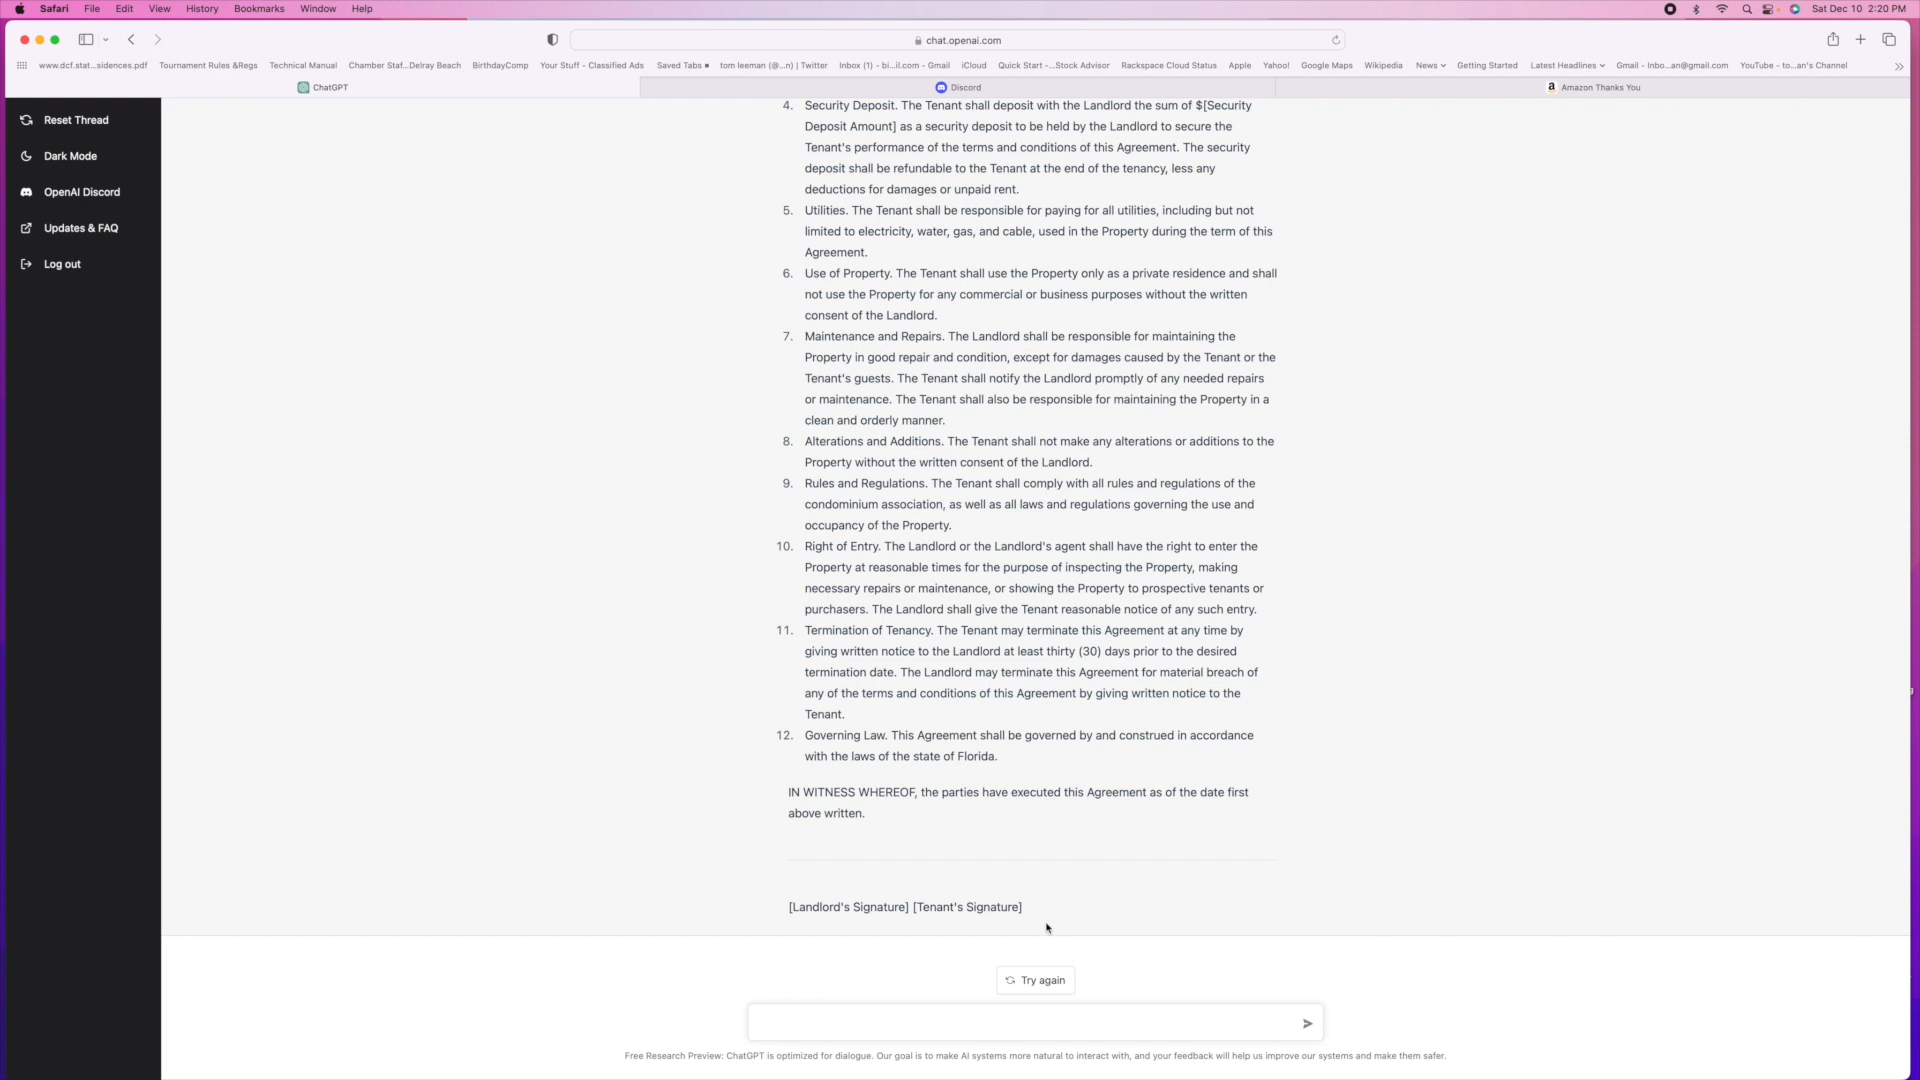 Safari File Edit View History Bookmarks Window Help Sat Dec 10 2:20 PM
chat.openai.com
www.dcf.stat...sidences.pdf Tournament Rules &Regs Technical Manual Chamber Staf...Delray Beach BirthdayComp Your Stuff - Classified Ads Saved Tabs tom leeman (@...n) | Twitter Inbox (1) - bi...il.com - Gmail iCloud Quick Start -...Stock Advisor Rackspace Cloud Status Apple Yahoo! Google Maps Wikipedia News Getting Started Latest Headlines Gmail - Inbo...an@gmail.com YouTube - to...an's Channel
ChatGPT Discord a Amazon Thanks You
Reset Thread
Dark Mode
OpenAI Discord
Updates & FAQ
Log out
4. Security Deposit. The Tenant shall deposit with the Landlord the sum of $[Security
Deposit Amount] as a security deposit to be held by the Landlord to secure the
Tenant's performance of the terms and conditions of this Agreement. The security
deposit shall be refundable to the Tenant at the end of the tenancy, less any
deductions for damages or unpaid rent.
5. Utilities. The Tenant shall be responsible for paying for all utilities, including but not
limited to electricity, water, gas, and cable, used in the Property during the term of this
Agreement.
6. Use of Property. The Tenant shall use the Property only as a private residence and shall
not use the Property for any commercial or business purposes without the written
consent of the Landlord.
7. Maintenance and Repairs. The Landlord shall be responsible for maintaining the
Property in good repair and condition, except for damages caused by the Tenant or the
Tenant's guests. The Tenant shall notify the Landlord promptly of any needed repairs
or maintenance. The Tenant shall also be responsible for maintaining the Property in a
clean and orderly manner.
8. Alterations and Additions. The Tenant shall not make any alterations or additions to the
Property without the written consent of the Landlord.
9. Rules and Regulations. The Tenant shall comply with all rules and regulations of the
condominium association, as well as all laws and regulations governing the use and
occupancy of the Property.
10. Right of Entry. The Landlord or the Landlord's agent shall have the right to enter the
Property at reasonable times for the purpose of inspecting the Property, making
necessary repairs or maintenance, or showing the Property to prospective tenants or
purchasers. The Landlord shall give the Tenant reasonable notice of any such entry.
11. Termination of Tenancy. The Tenant may terminate this Agreement at any time by
giving written notice to the Landlord at least thirty (30) days prior to the desired
termination date. The Landlord may terminate this Agreement for material breach of
any of the terms and conditions of this Agreement by giving written notice to the
Tenant.
12. Governing Law. This Agreement shall be governed by and construed in accordance
with the laws of the state of Florida.
IN WITNESS WHEREOF, the parties have executed this Agreement as of the date first
above written.
[Landlord's Signature] [Tenant's Signature]
Try again
Free Research Preview: ChatGPT is optimized for dialogue. Our goal is to make AI systems more natural to interact with, and your feedback will help us improve our systems and make them safer.